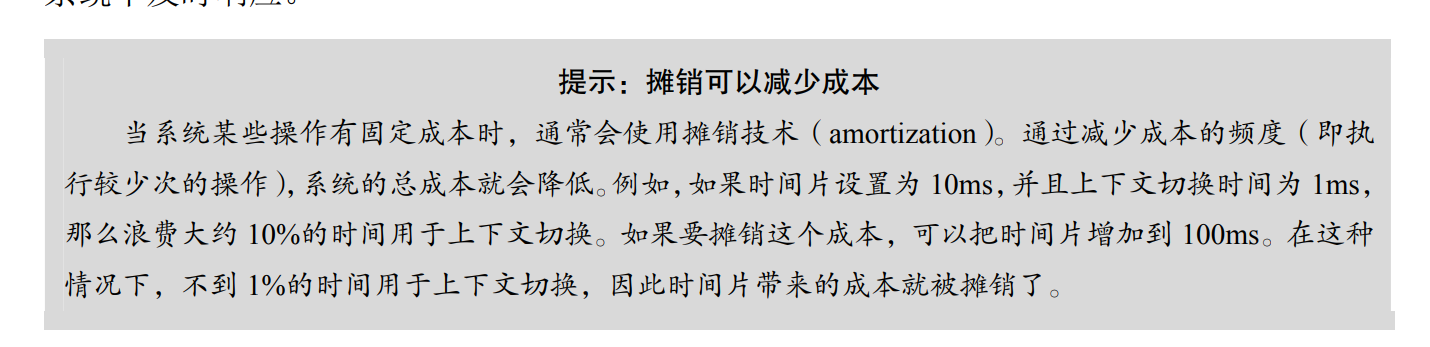 提示：摊销可以减少成本
当系统某些操作有固定成本时，通常会使用摊销技术（amortization）。通过减少成本的频度（即执
行较少次的操作），系统的总成本就会降低。例如，如果时间片设置为 10ms，并且上下文切换时间为 1ms，
那么浪费大约 10%的时间用于上下文切换。如果要摊销这个成本，可以把时间片增加到 100ms。在这种
情况下，不到 1%的时间用于上下文切换，因此时间片带来的成本就被摊销了。